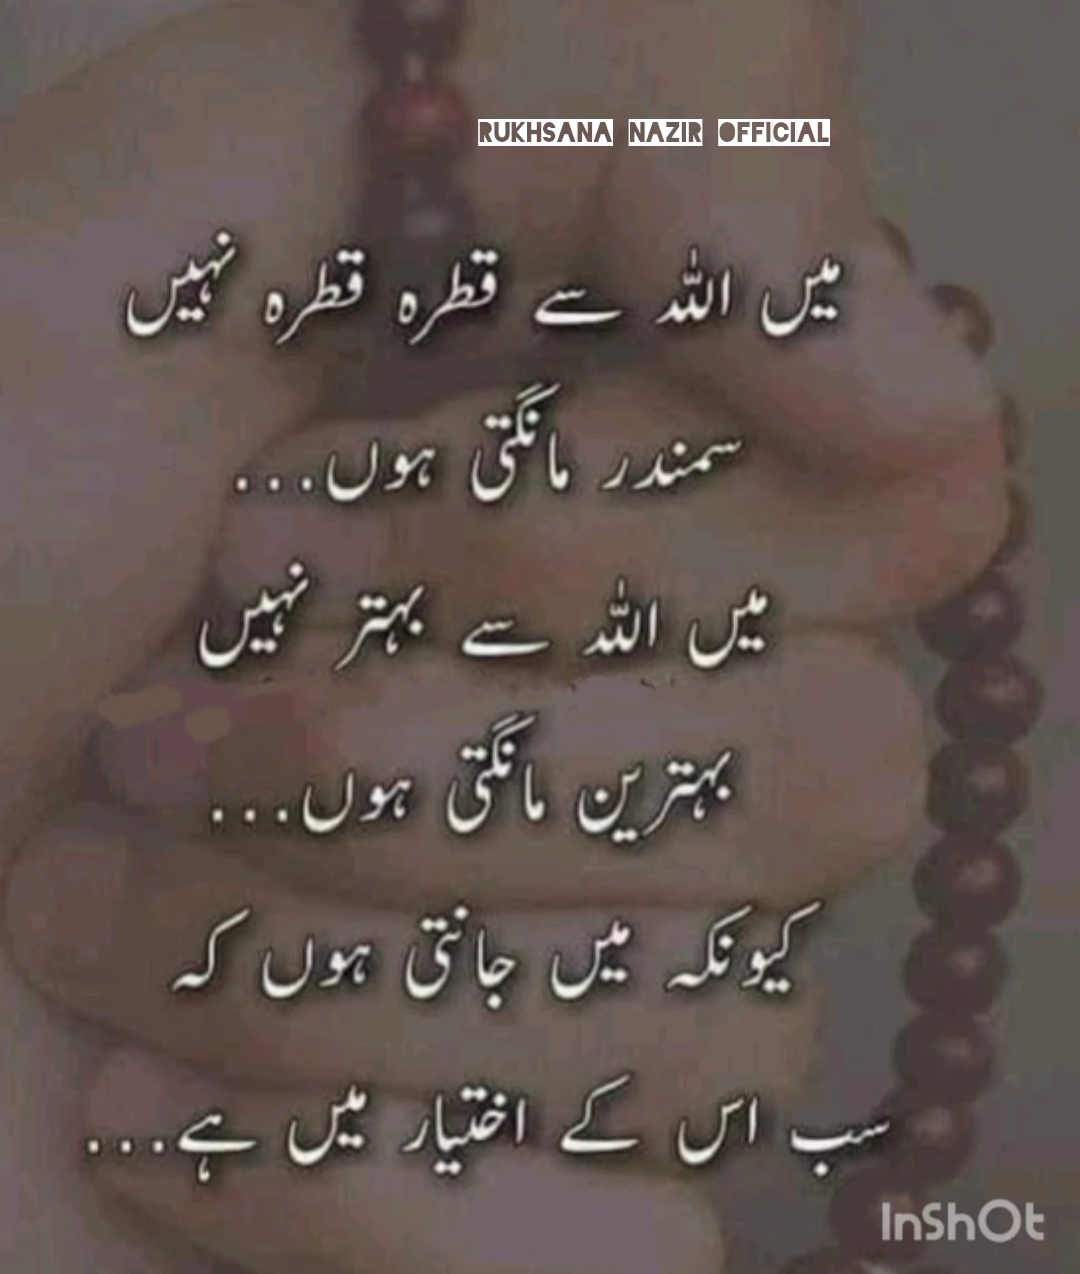 RUKHSANA NAZIR OFFICIAL
میں اللہ سے قطرہ قطرہ نہیں
سمندر مانگتی ہوں...
میں اللہ سے بہتر نہیں
بہترین مانگتی ہوں...
کیونکہ میں جانتی ہوں کہ
سب اس کے اختیار میں ہے...
InShOt